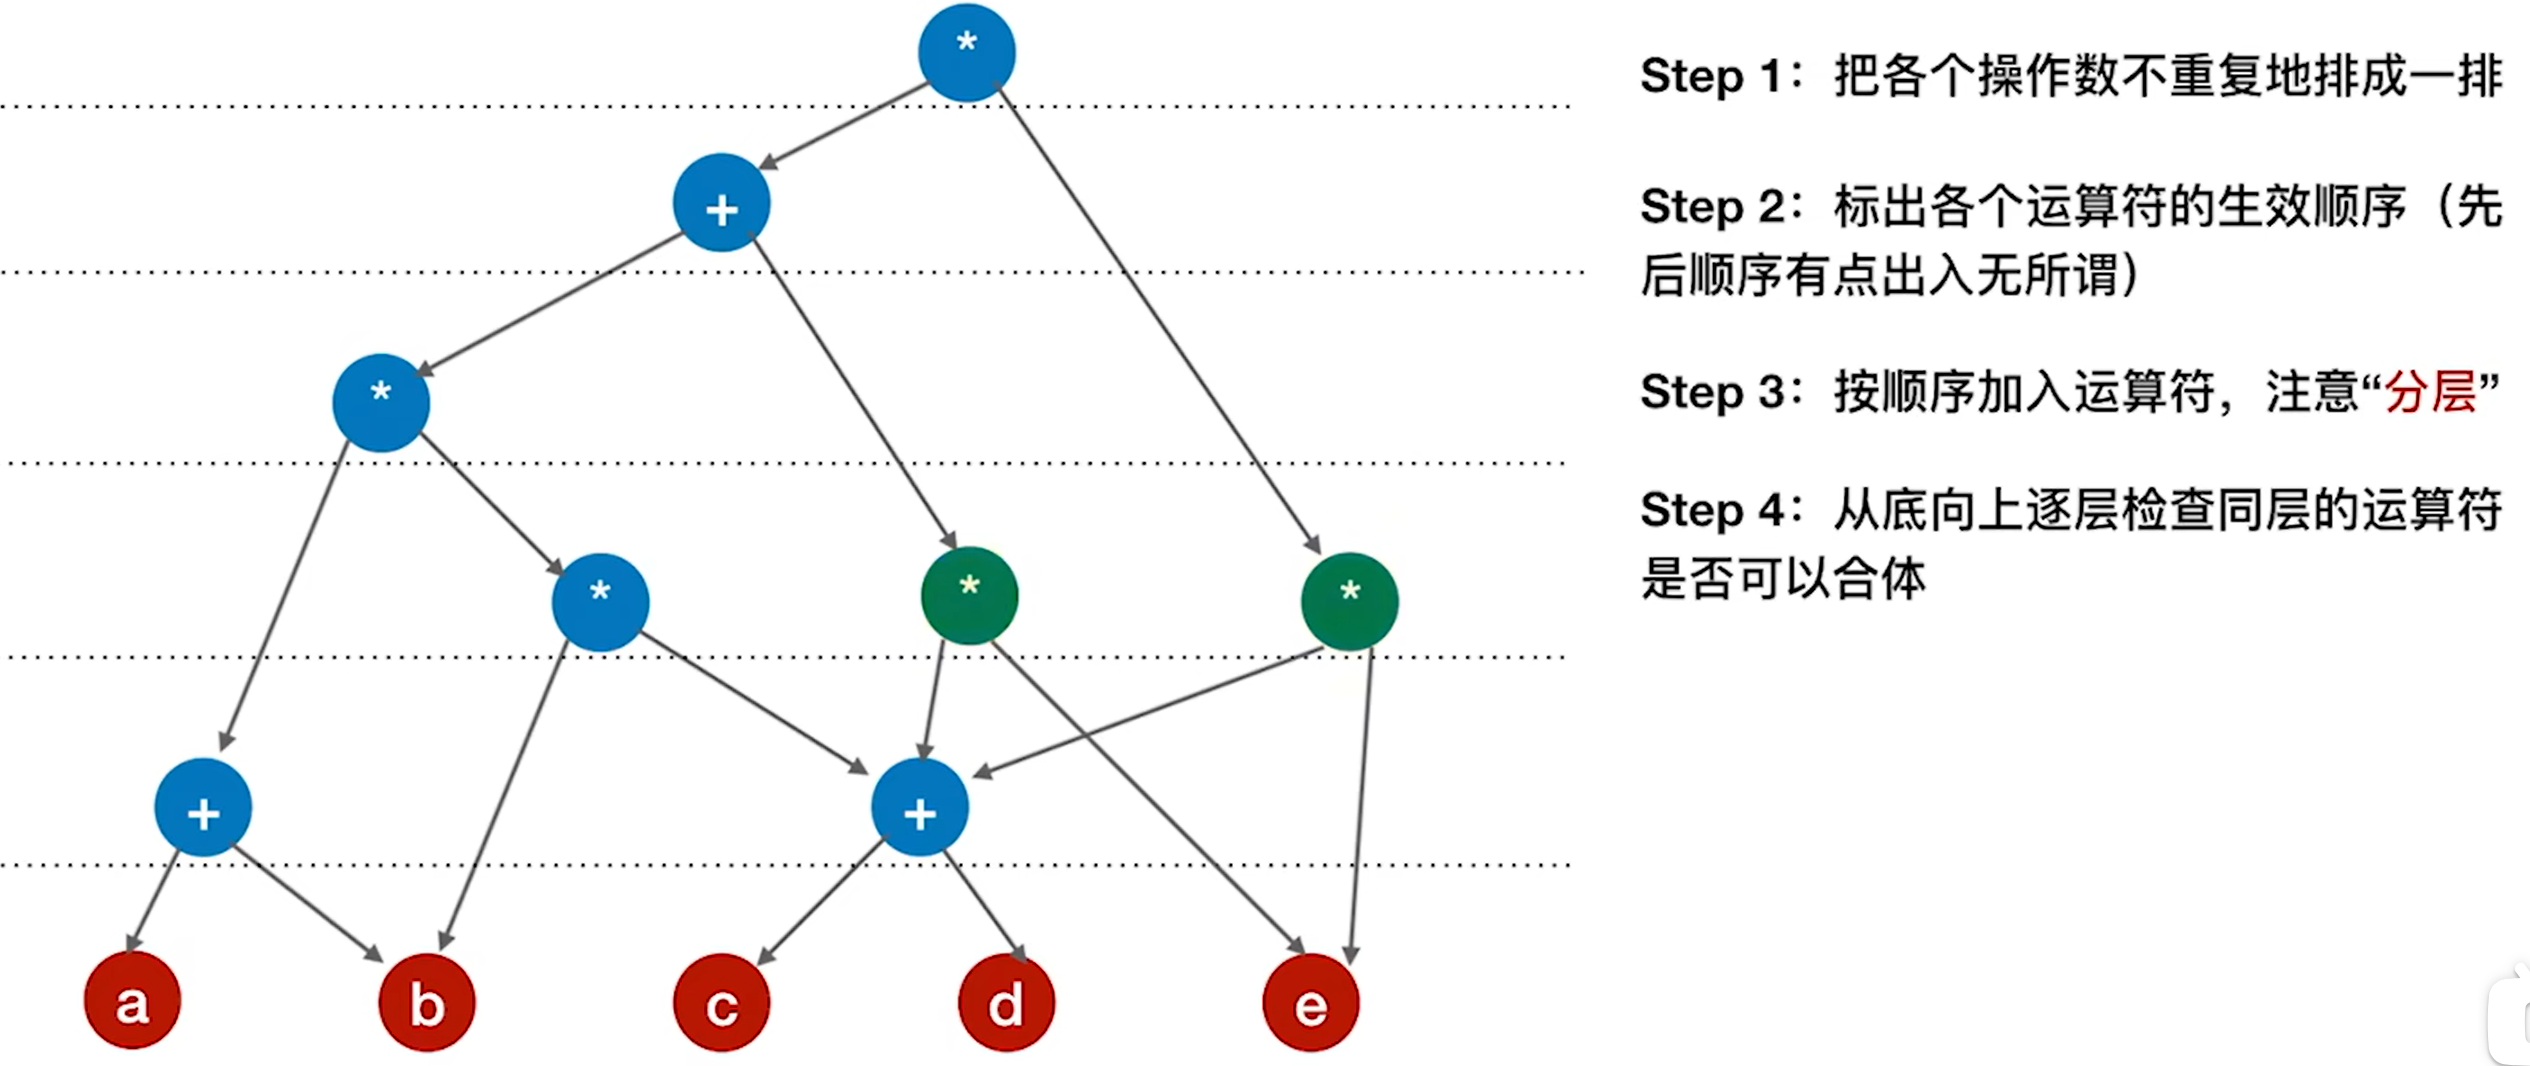 *
+
*
*
*
*
+
+
a
b
c
d
e
Step 1：把各个操作数不重复地排成一排
Step 2：标出各个运算符的生效顺序（先
后顺序有点出入无所谓）
Step 3：按顺序加入运算符，注意“分层”
Step 4：从底向上逐层检查同层的运算符
是否可以合体